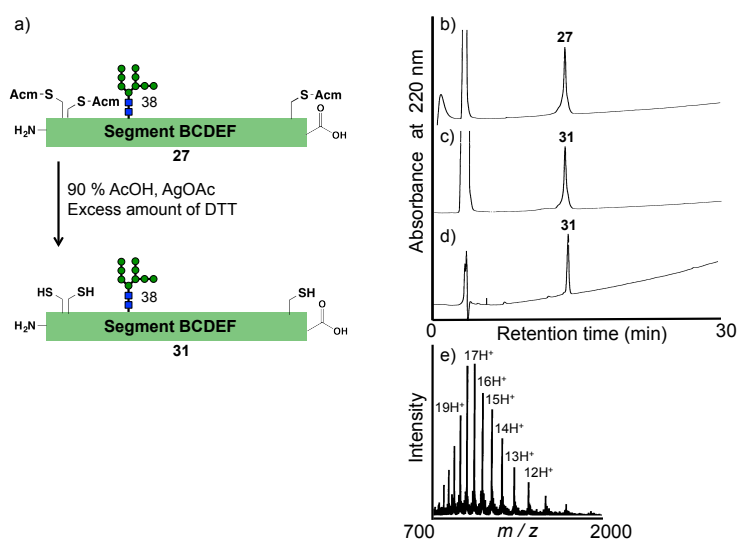 a)
Acm-S
S-Acm
38
S-Acm
O
OH
H₂N
Segment BCDEF
27
90 % AcOH, AgOAc
Excess amount of DTT
HS
SH
38
SH
O
OH
H₂N
Segment BCDEF
31
b)
27
c)
31
d)
31
Absorbance at 220 nm
0
Retention time (min)
30
e)
17H⁺
16H⁺
19H⁺
15H⁺
14H⁺
13H⁺
12H⁺
Intensity
700
m / z
2000